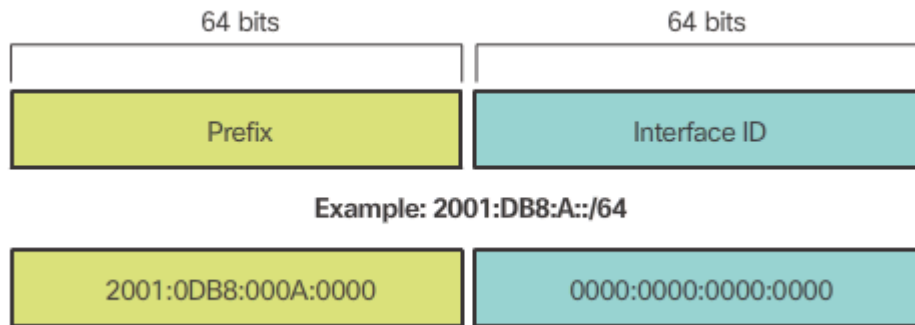 64 bits 64 bits
Prefix Interface ID
Example: 2001:DB8:A::/64
2001:0DB8:000A:0000 0000:0000:0000:0000